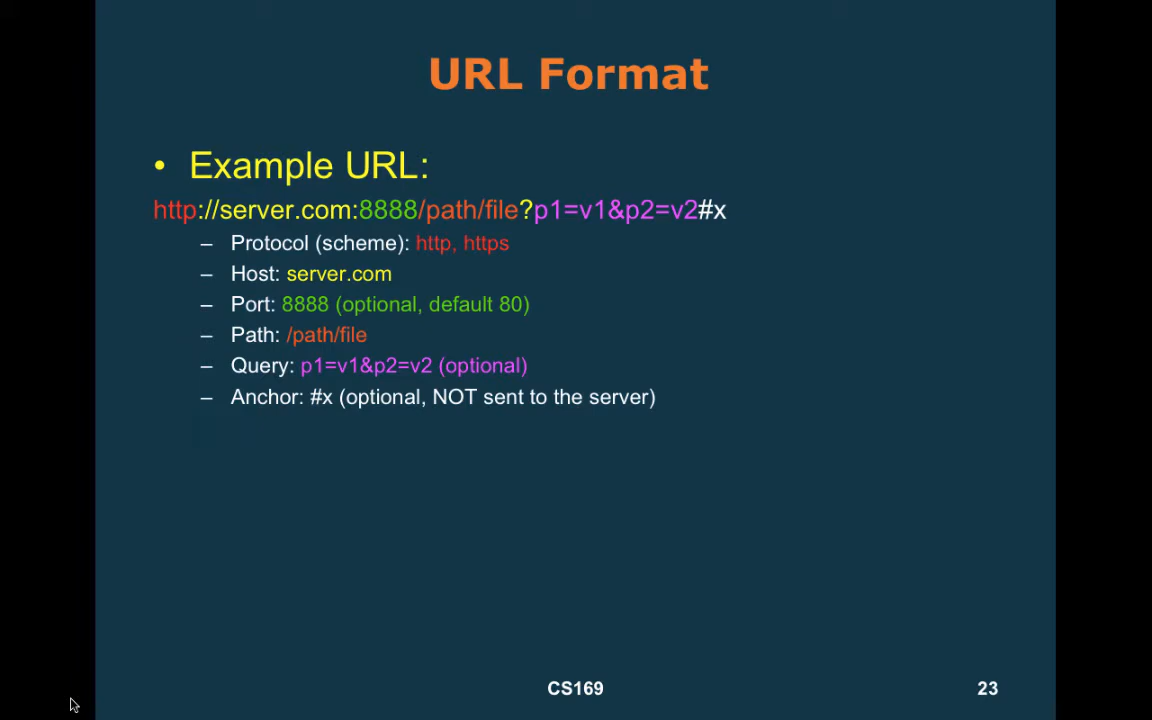 URL Format
• Example URL:
http://server.com:8888/path/file?p1=v1&p2=v2#x
– Protocol (scheme): http, https
– Host: server.com
– Port: 8888 (optional, default 80)
– Path: /path/file
– Query: p1=v1&p2=v2 (optional)
– Anchor: #x (optional, NOT sent to the server)
CS169
23